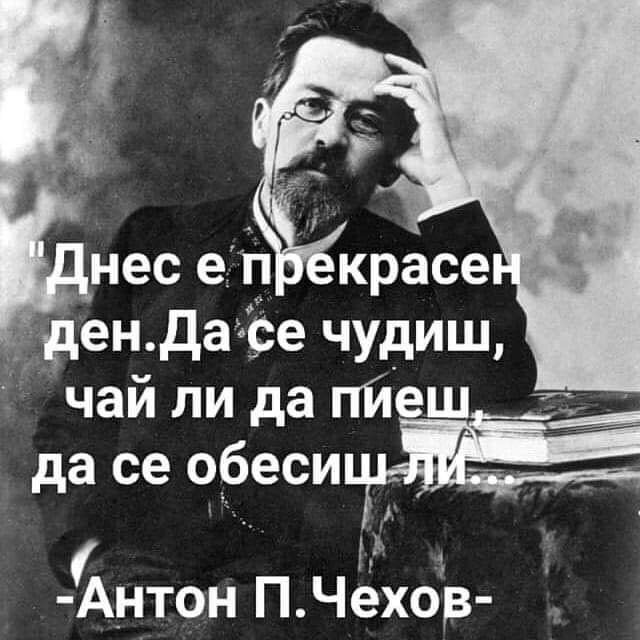 "Днес е прекрасен
ден.Да се чудиш,
чай ли да пиеш,
да се обесиш ли...
-Антон П.Чехов-